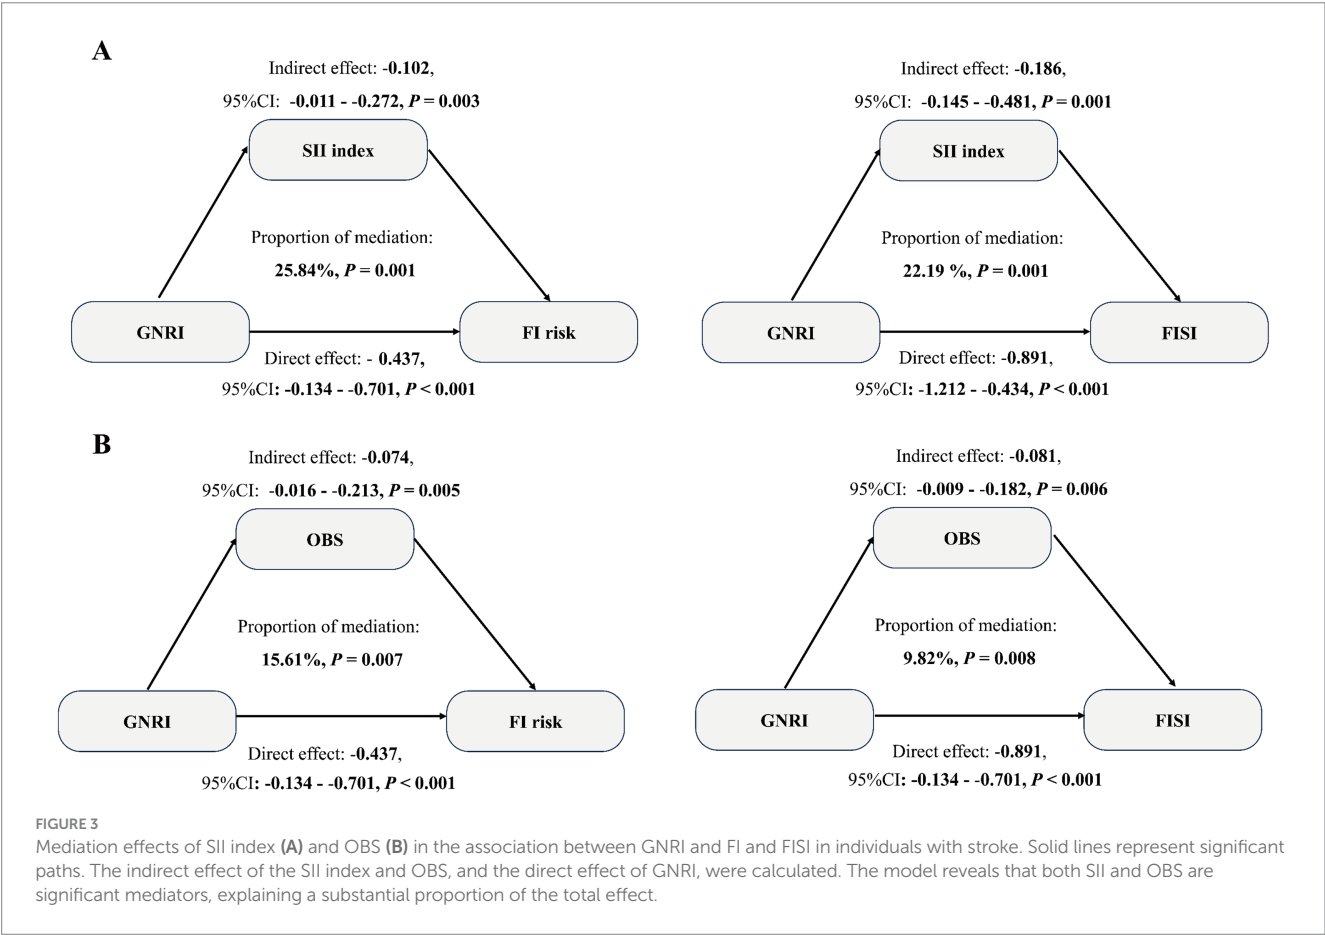 A
Indirect effect: -0.102,
95%CI: -0.011 - -0.272, P = 0.003
SII index
Proportion of mediation:
25.84%, P = 0.001
GNRI
FI risk
Direct effect: - 0.437,
95%CI: -0.134 - -0.701, P < 0.001
Indirect effect: -0.186,
95%CI: -0.145 - -0.481, P = 0.001
SII index
Proportion of mediation:
22.19 %, P = 0.001
GNRI
FISI
Direct effect: -0.891,
95%CI: -1.212 - -0.434, P < 0.001
B
Indirect effect: -0.074,
95%CI: -0.016 - -0.213, P = 0.005
OBS
Proportion of mediation:
15.61%, P = 0.007
GNRI
FI risk
Direct effect: -0.437,
95%CI: -0.134 - -0.701, P < 0.001
Indirect effect: -0.081,
95%CI: -0.009 - -0.182, P = 0.006
OBS
Proportion of mediation:
9.82%, P = 0.008
GNRI
FISI
Direct effect: -0.891,
95%CI: -0.134 - -0.701, P < 0.001
FIGURE 3
Mediation effects of SII index (A) and OBS (B) in the association between GNRI and FI and FISI in individuals with stroke. Solid lines represent significant
paths. The indirect effect of the SII index and OBS, and the direct effect of GNRI, were calculated. The model reveals that both SII and OBS are
significant mediators, explaining a substantial proportion of the total effect.